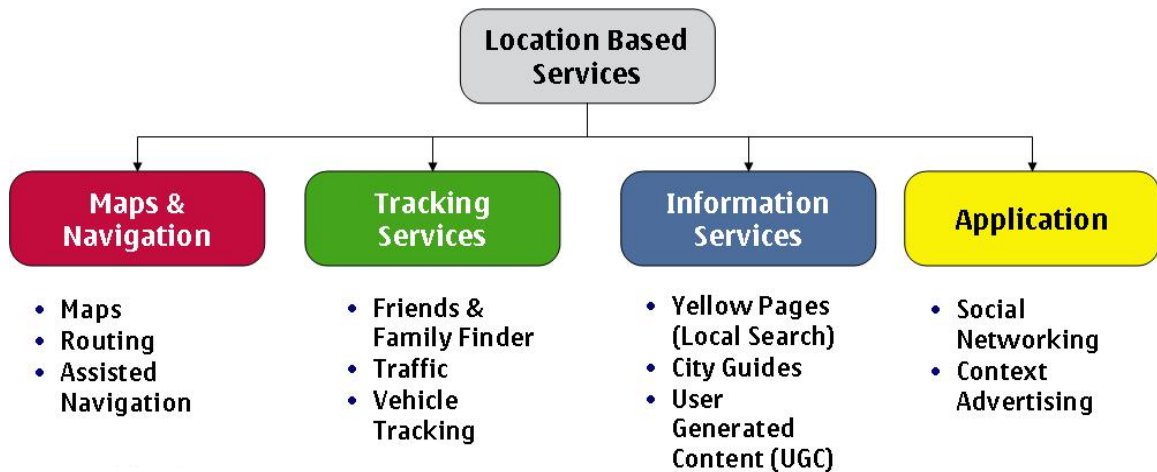 Location Based
Services
Maps &
Navigation
Tracking
Services
Information
Services
Application
• Maps
• Routing
• Assisted
Navigation
• Friends &
Family Finder
• Traffic
• Vehicle
Tracking
• Yellow Pages
(Local Search)
• City Guides
• User
Generated
Content (UGC)
• Social
Networking
• Context
Advertising